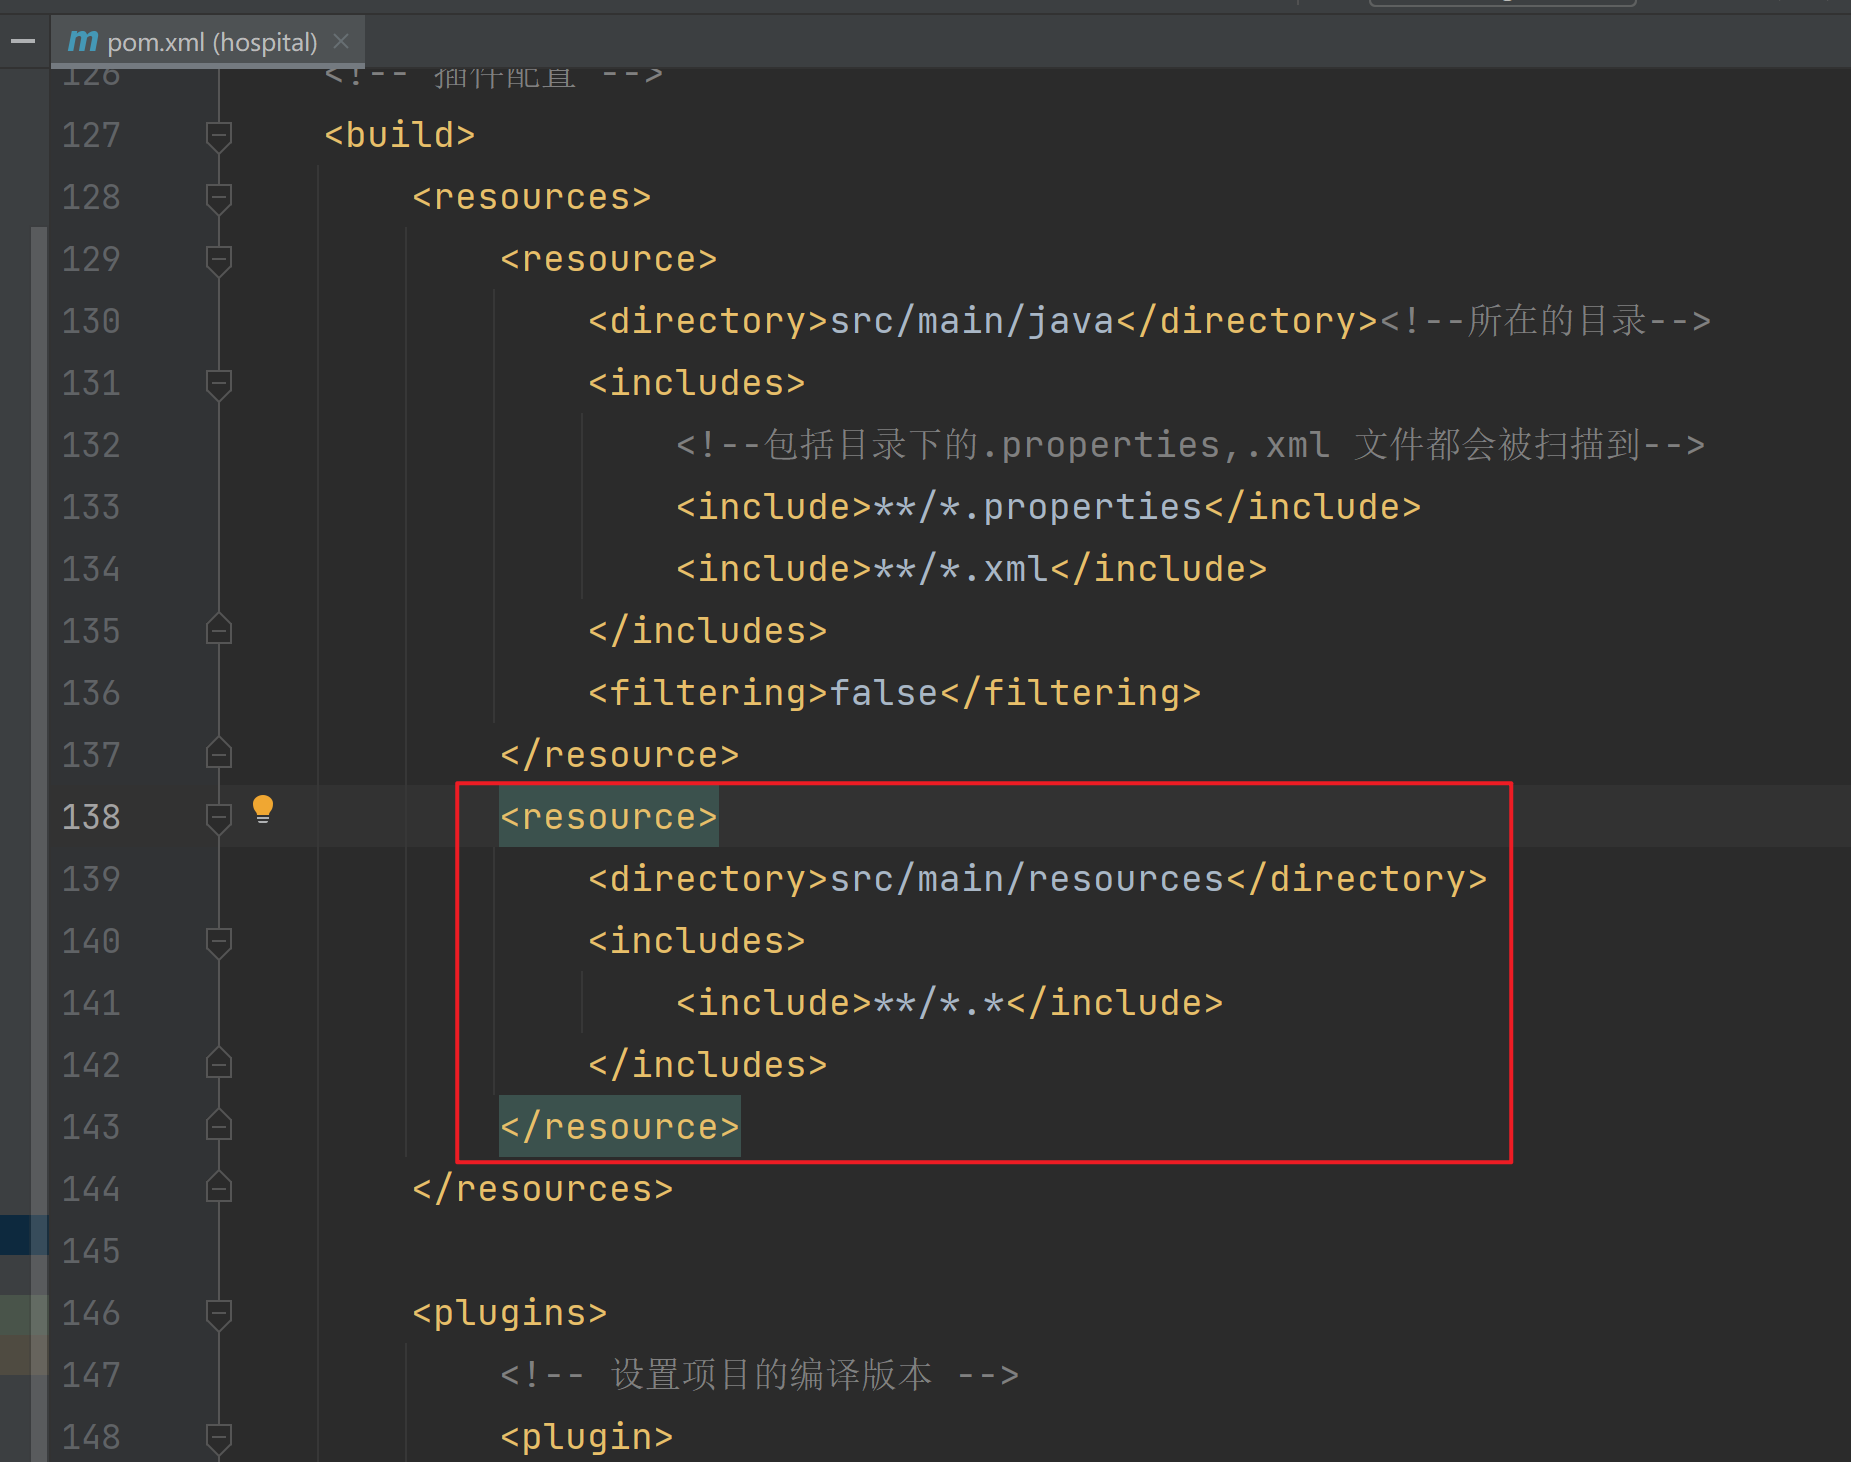 pom.xml (hospital)
126 <!-- 插件配置 -->
127 <build>
128 <resources>
129 <resource>
130 <directory>src/main/java</directory><!--所在的目录-->
131 <includes>
132 <!--包括目录下的.properties,.xml 文件都会被扫描到-->
133 <include>**/*.properties</include>
134 <include>**/*.xml</include>
135 </includes>
136 <filtering>false</filtering>
137 </resource>
138 <resource>
139 <directory>src/main/resources</directory>
140 <includes>
141 <include>**/*.*</include>
142 </includes>
143 </resource>
144 </resources>
145
146 <plugins>
147 <!-- 设置项目的编译版本 -->
148 <plugin>